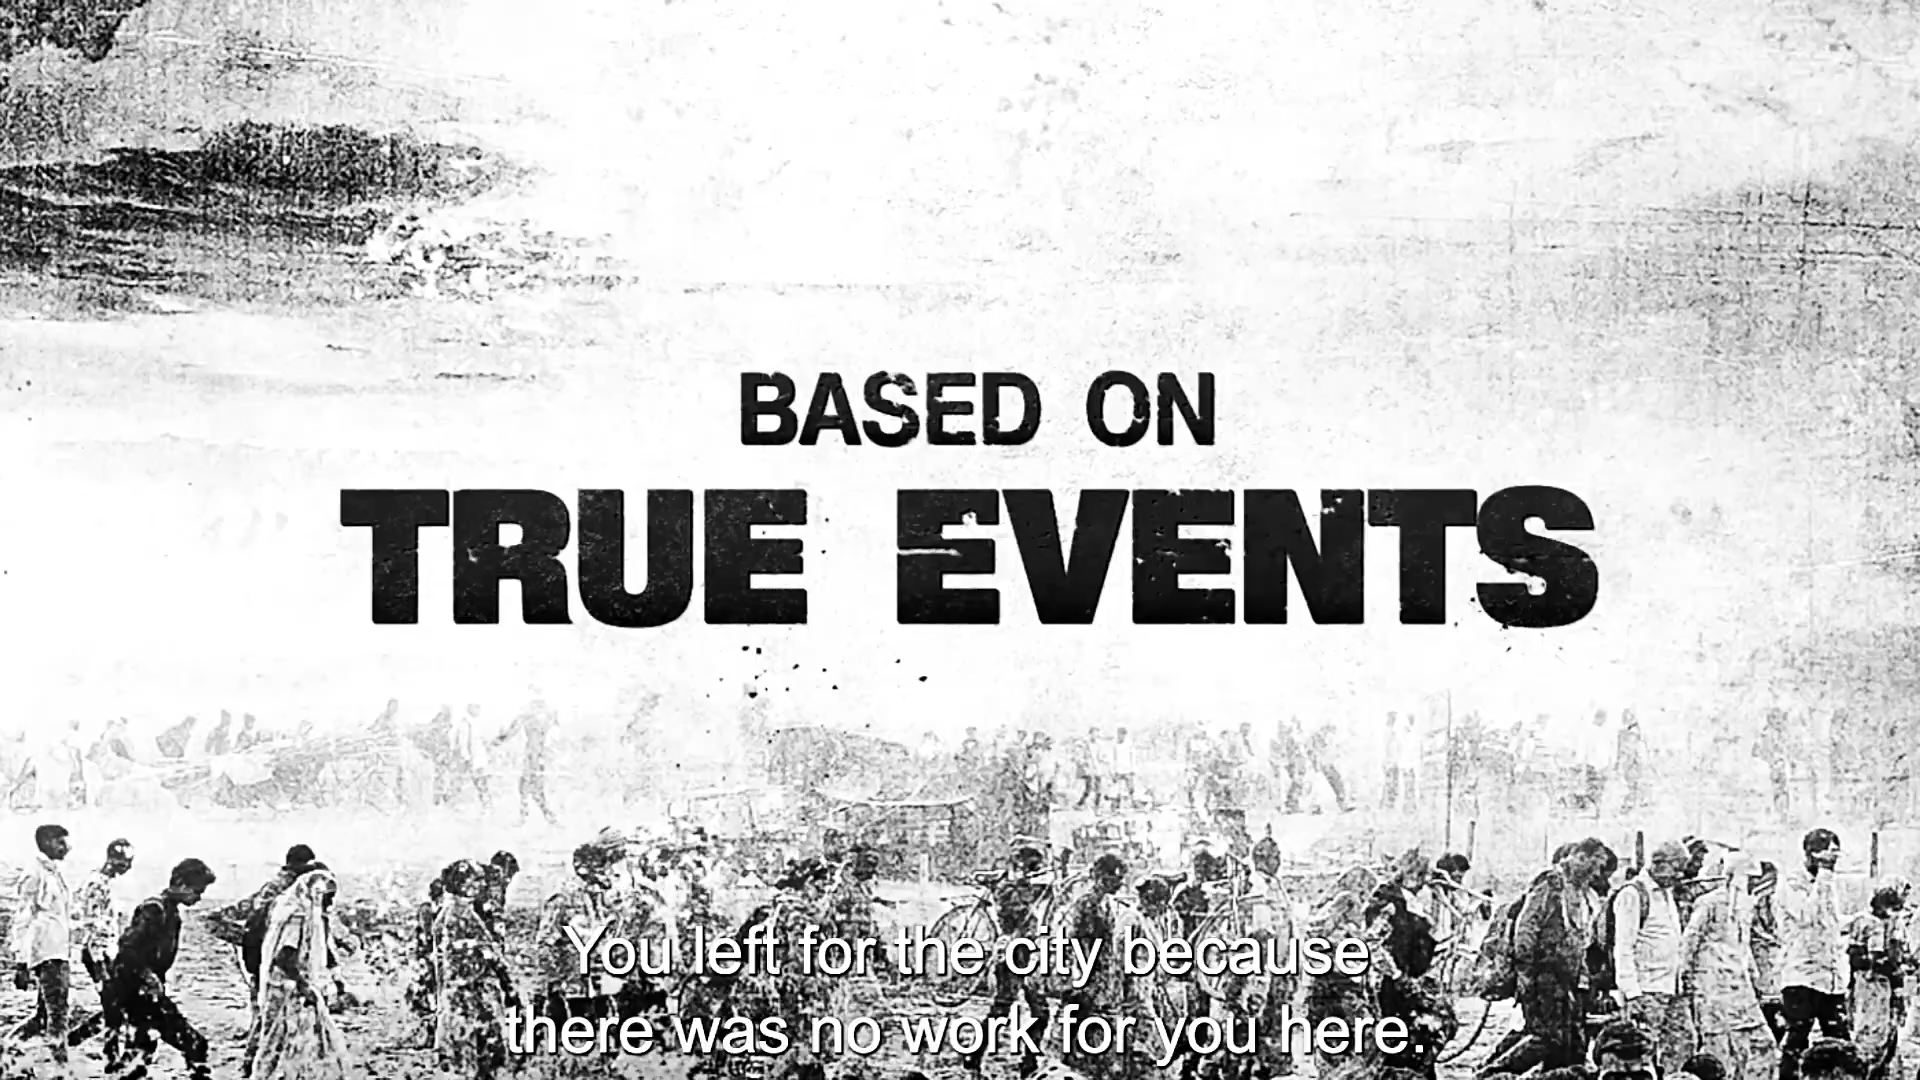 BASED ON
TRUE EVENTS
You left for the city because
there was no work for you here.